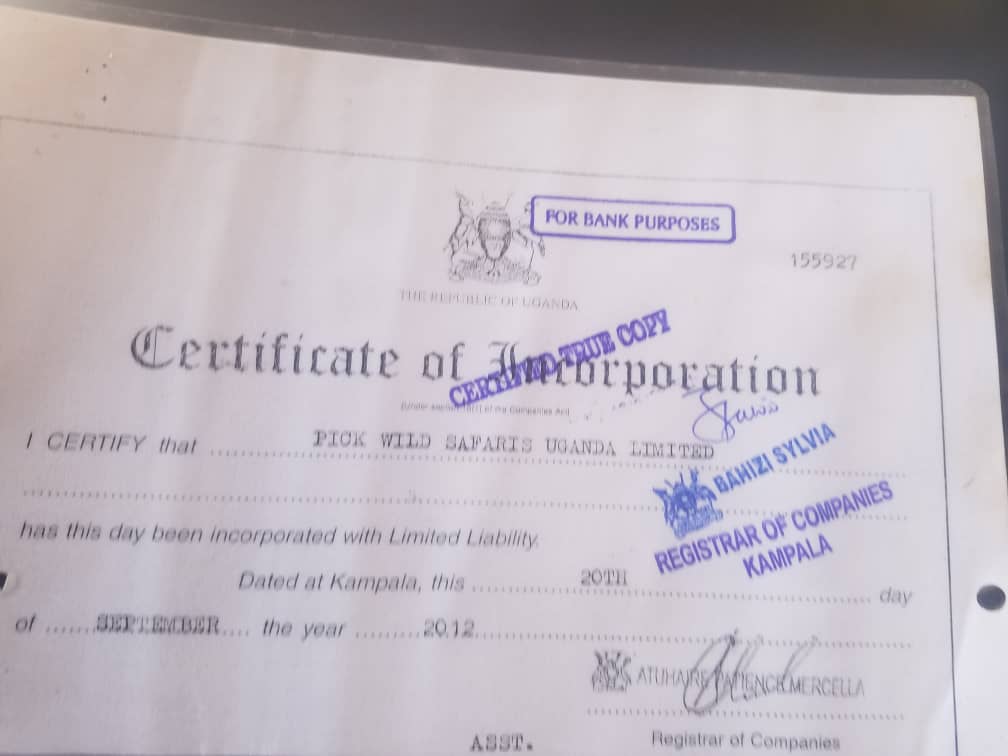 FOR BANK PURPOSES
155927
THE REPUBLIC OF UGANDA
CERTIFIED TRUE COPY
Certificate of Incorporation
of the Companies Act
I CERTIFY that ........ PICK WILD SAFARIS UGANDA LIMITED
BAHIZI SYLVIA
has this day been incorporated with Limited Liability.
REGISTRAR OF COMPANIES
KAMPALA
Dated at Kampala, this ........ 20TH ........ day
of ...... SEPTEMBER .... the year ......... 2012 ........
ATUHAIRE PATIENCE MERCELLA
ASST. Registrar of Companies